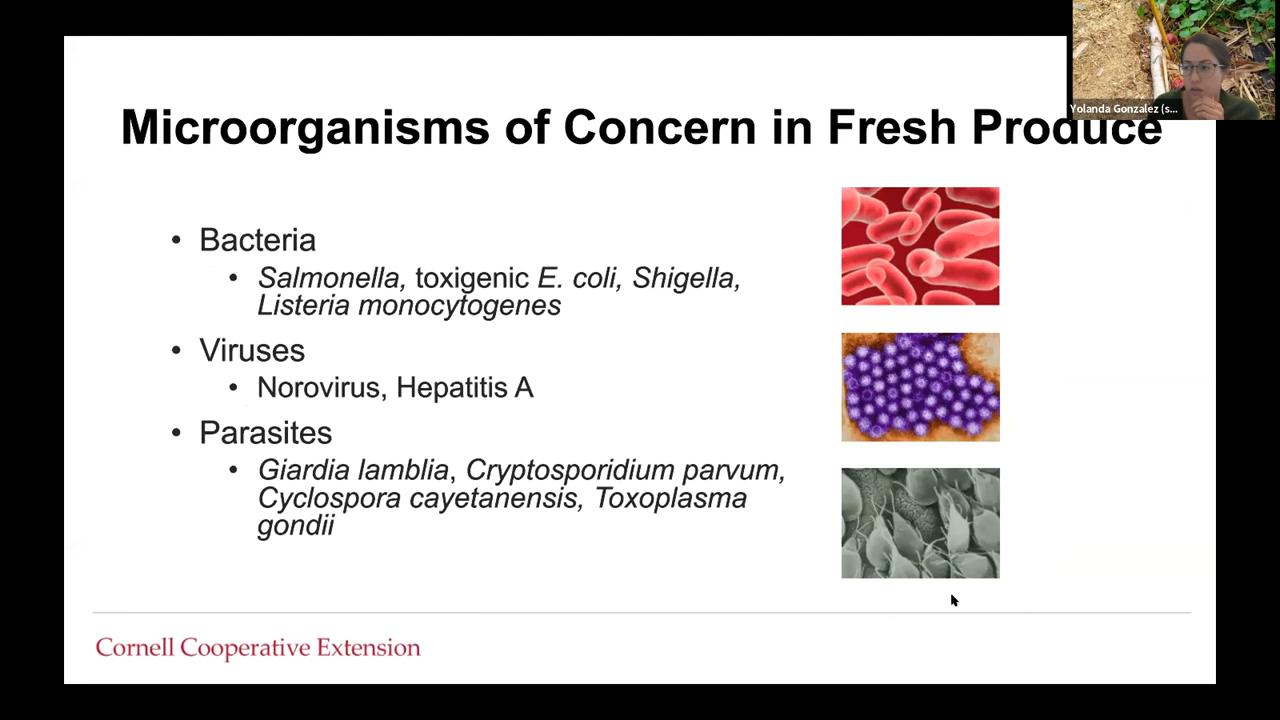 Yolanda Gonzalez (s...
Microorganisms of Concern in Fresh Produce
• Bacteria
• Salmonella, toxigenic E. coli, Shigella,
Listeria monocytogenes
• Viruses
• Norovirus, Hepatitis A
• Parasites
• Giardia lamblia, Cryptosporidium parvum,
Cyclospora cayetanensis, Toxoplasma
gondii
Cornell Cooperative Extension